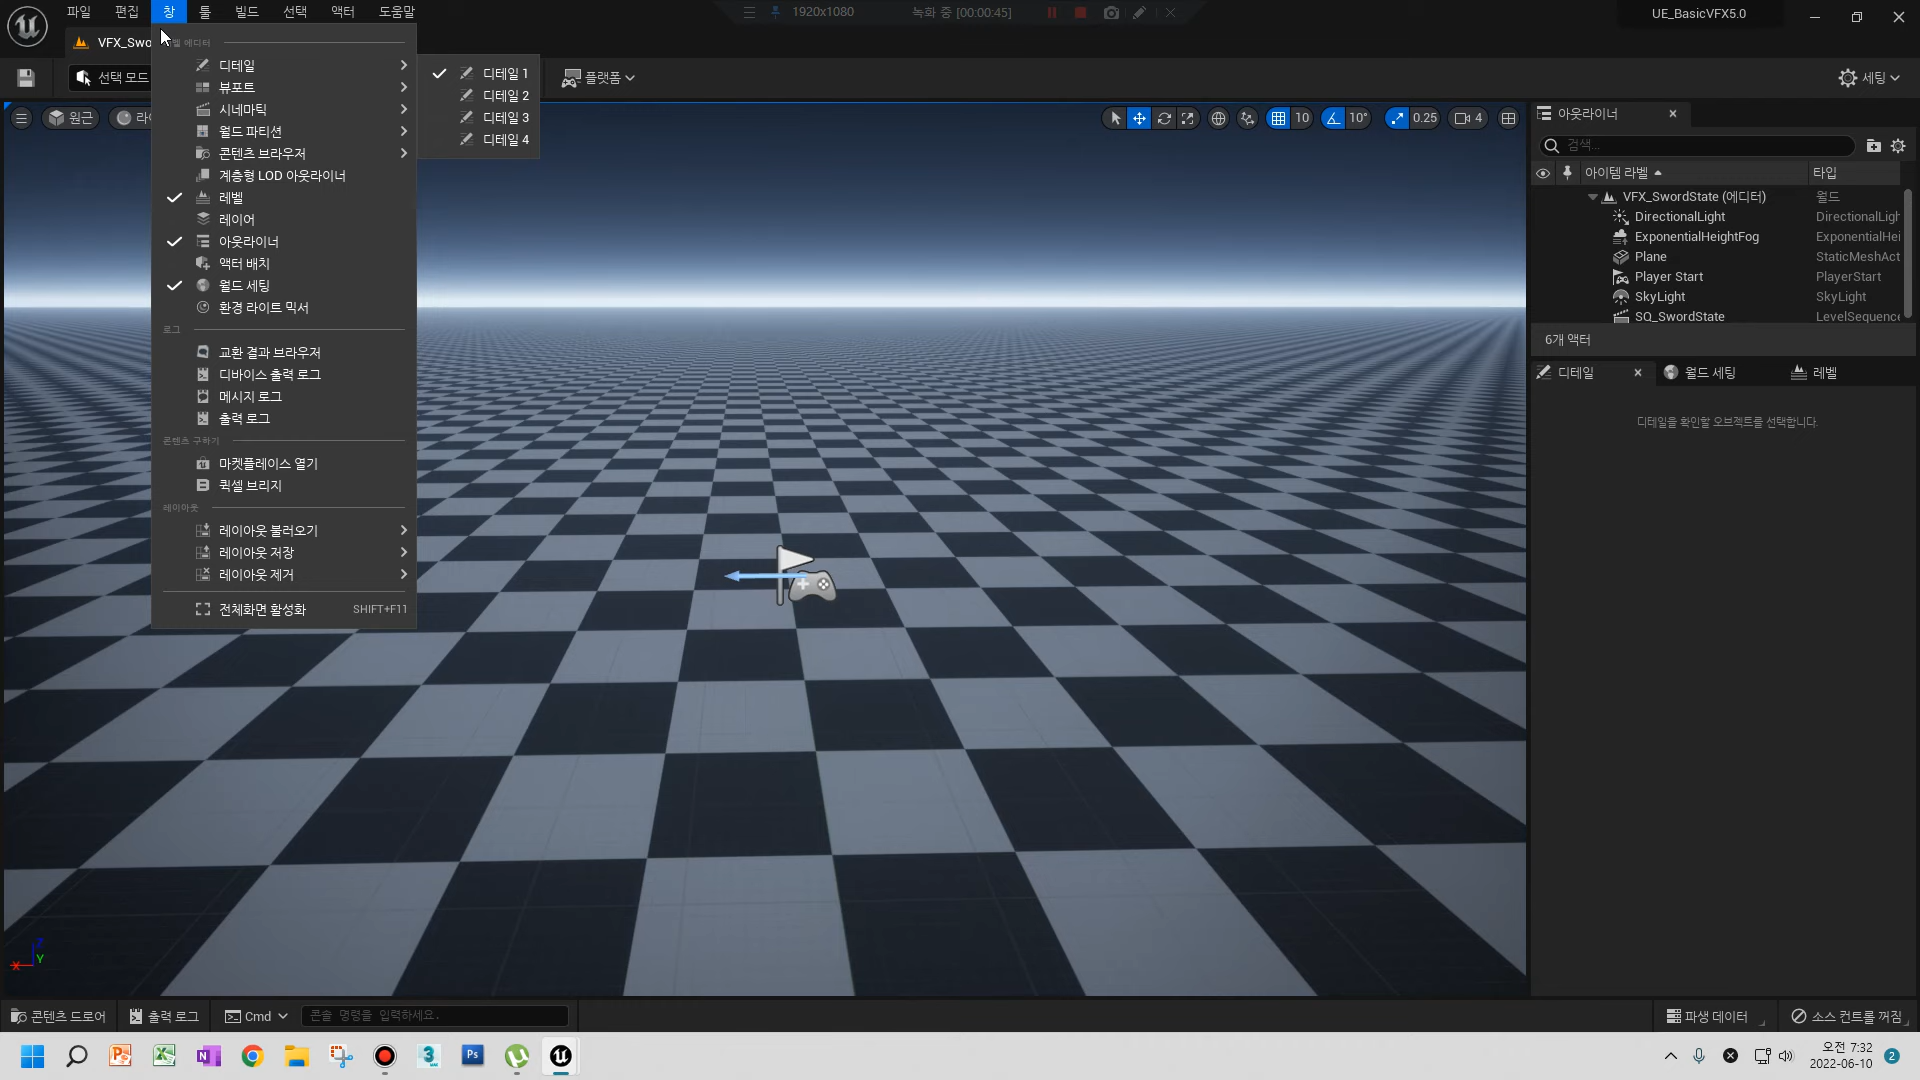 파일 편집 창 툴 빌드 선택 액터 도움말
1920x1080 녹화 중 [00:00:45]
UE_BasicVFX5.0
VFX_Swo
선택 모드
플랫폼
세팅
원근
10
10°
0.25
4
디테일
뷰포트
시네마틱
월드 파티션
콘텐츠 브라우저
계층형 LOD 아웃라이너
레벨
레이어
아웃라이너
액터 배치
월드 세팅
환경 라이트 믹서
로그
교환 결과 브라우저
디바이스 출력 로그
메시지 로그
출력 로그
콘텐츠 구하기
마켓플레이스 열기
퀵셀 브리지
레이아웃
레이아웃 불러오기
레이아웃 저장
레이아웃 제거
전체화면 활성화 SHIFT+F11
디테일 1
디테일 2
디테일 3
디테일 4
아웃라이너
검색...
아이템 라벨 타입
VFX_SwordState (에디터) 월드
DirectionalLight DirectionalLigh
ExponentialHeightFog ExponentialHei
Plane StaticMeshAct
Player Start PlayerStart
SkyLight SkyLight
SQ_SwordState LevelSequence
6개 액터
디테일 월드 세팅 레벨
디테일을 확인할 오브젝트를 선택합니다.
Z
Y
X
콘텐츠 드로어 출력 로그 Cmd 콘솔 명령을 입력하세요.
파생 데이터 소스 컨트롤 꺼짐
오전 7:32
2022-06-10
2